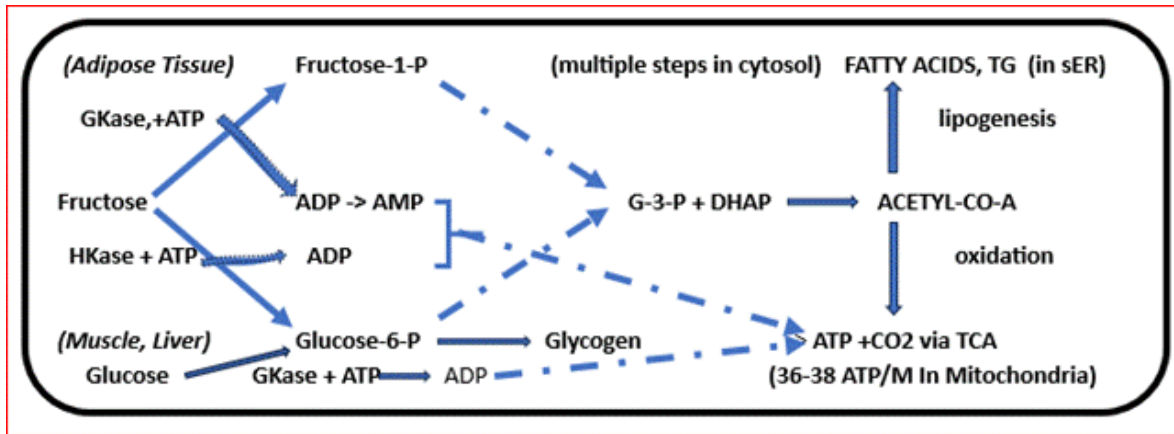 (Adipose Tissue) Fructose-1-P (multiple steps in cytosol) FATTY ACIDS, TG (in sER)
GKase,+ATP lipogenesis
Fructose ADP -> AMP G-3-P + DHAP ACETYL-CO-A
HKase + ATP ADP oxidation
(Muscle, Liver) Glucose-6-P Glycogen ATP +CO2 via TCA
Glucose GKase + ATP ADP (36-38 ATP/M In Mitochondria)